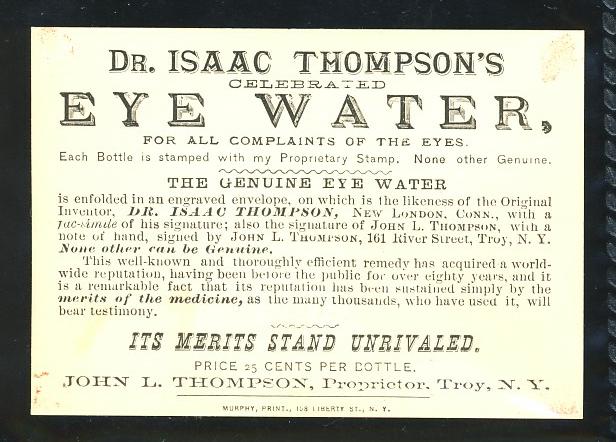 DR. ISAAC THOMPSON'S
CELEBRATED
EYE WATER,
FOR ALL COMPLAINTS OF THE EYES.
Each Bottle is stamped with my Proprietary Stamp. None other Genuine.
THE GENUINE EYE WATER
is enfolded in an engraved envelope, on which is the likeness of the Original
Inventor, DR. ISAAC THOMPSON, NEW LONDON, CONN., with a
fac-simile of his signature; also the signature of JOHN L. THOMPSON, with a
note of hand, signed by JOHN L. THOMPSON, 161 River Street, Troy, N. Y.
None other can be Genuine.
This well-known and thoroughly efficient remedy has acquired a world-
wide reputation, having been before the public for over eighty years, and it
is a remarkable fact that its reputation has been sustained simply by the
merits of the medicine, as the many thousands, who have used it, will
bear testimony.
ITS MERITS STAND UNRIVALED.
PRICE 25 CENTS PER BOTTLE.
JOHN L. THOMPSON, Proprietor, Troy, N. Y.
MURPHY, PRINT., 158 LIBERTY ST., N. Y.